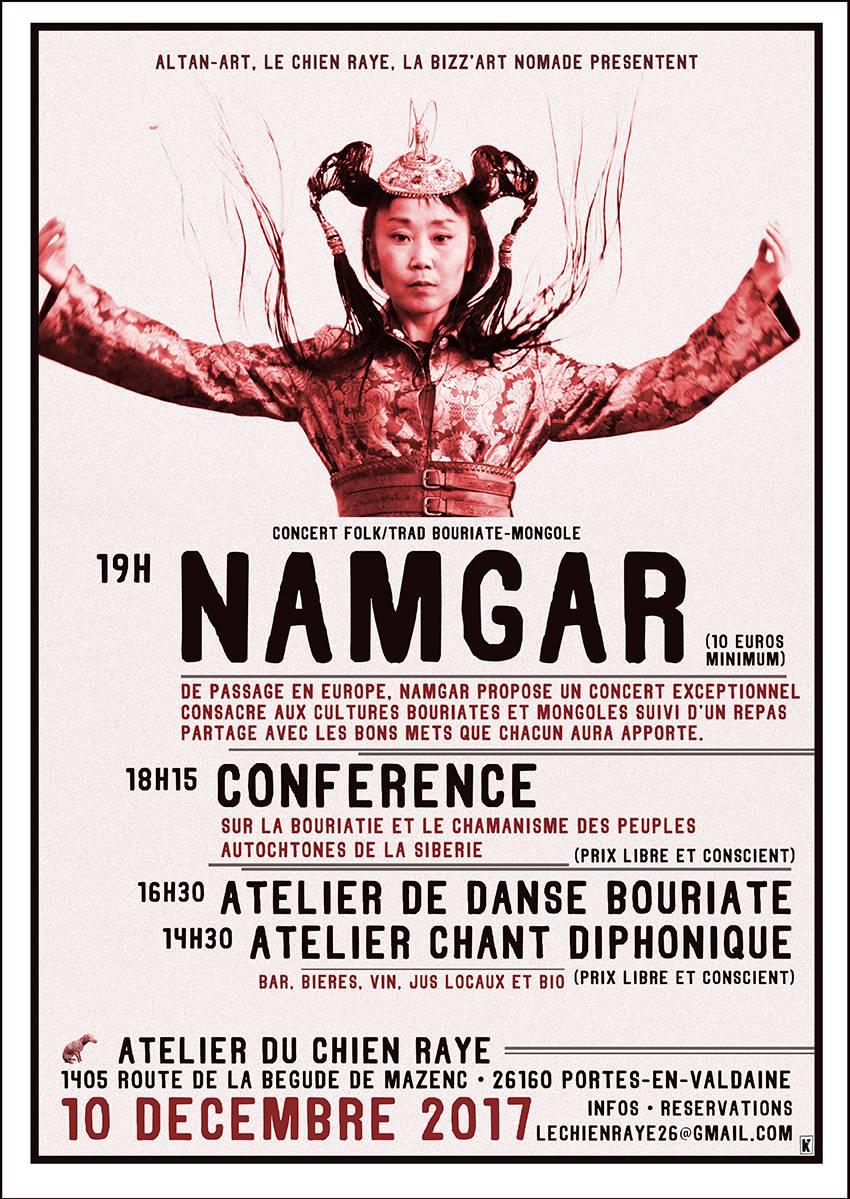 ALTAN-ART, LE CHIEN RAYE, LA BIZZ'ART NOMADE PRESENTENT
CONCERT FOLK/TRAD BOURIATE-MONGOLE
19H NAMGAR (10 EUROS
MINIMUM)
DE PASSAGE EN EUROPE, NAMGAR PROPOSE UN CONCERT EXCEPTIONNEL
CONSACRE AUX CULTURES BOURIATES ET MONGOLES SUIVI D'UN REPAS
PARTAGE AVEC LES BONS METS QUE CHACUN AURA APPORTE.
18H15 CONFERENCE
SUR LA BOURIATIE ET LE CHAMANISME DES PEUPLES
AUTOCHTONES DE LA SIBERIE (PRIX LIBRE ET CONSCIENT)
16H30 ATELIER DE DANSE BOURIATE
14H30 ATELIER CHANT DIPHONIQUE
BAR, BIERES, VIN, JUS LOCAUX ET BIO (PRIX LIBRE ET CONSCIENT)
ATELIER DU CHIEN RAYE
1405 ROUTE DE LA BEGUDE DE MAZENC • 26160 PORTES-EN-VALDAINE
10 DECEMBRE 2017 INFOS • RESERVATIONS
LECHIENRAYE26@GMAIL.COM
K